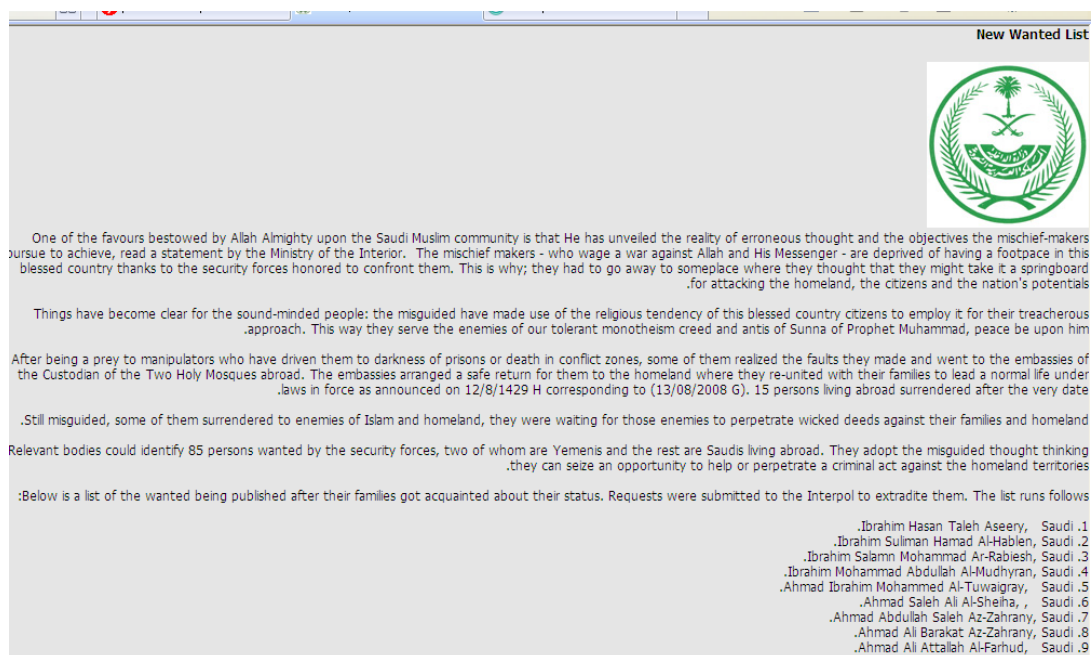 New Wanted List
One of the favours bestowed by Allah Almighty upon the Saudi Muslim community is that He has unveiled the reality of erroneous thought and the objectives the mischief-makers
pursue to achieve, read a statement by the Ministry of the Interior. The mischief makers - who wage a war against Allah and His Messenger - are deprived of having a footpace in this
blessed country thanks to the security forces honored to confront them. This is why; they had to go away to someplace where they thought that they might take it a springboard
.for attacking the homeland, the citizens and the nation's potentials
Things have become clear for the sound-minded people: the misguided have made use of the religious tendency of this blessed country citizens to employ it for their treacherous
.approach. This way they serve the enemies of our tolerant monotheism creed and antis of Sunna of Prophet Muhammad, peace be upon him
After being a prey to manipulators who have driven them to darkness of prisons or death in conflict zones, some of them realized the faults they made and went to the embassies of
the Custodian of the Two Holy Mosques abroad. The embassies arranged a safe return for them to the homeland where they re-united with their families to lead a normal life under
.laws in force as announced on 12/8/1429 H corresponding to (13/08/2008 G). 15 persons living abroad surrendered after the very date
.Still misguided, some of them surrendered to enemies of Islam and homeland, they were waiting for those enemies to perpetrate wicked deeds against their families and homeland
Relevant bodies could identify 85 persons wanted by the security forces, two of whom are Yemenis and the rest are Saudis living abroad. They adopt the misguided thought thinking
.they can seize an opportunity to help or perpetrate a criminal act against the homeland territories
:Below is a list of the wanted being published after their families got acquainted about their status. Requests were submitted to the Interpol to extradite them. The list runs follows
.Ibrahim Hasan Taleh Aseery, Saudi .1
.Ibrahim Suliman Hamad Al-Hablen, Saudi .2
.Ibrahim Salamn Mohammad Ar-Rabiesh, Saudi .3
.Ibrahim Mohammad Abdullah Al-Mudhyran, Saudi .4
.Ahmad Ibrahim Mohammed Al-Tuwaigray, Saudi .5
.Ahmad Saleh Ali Al-Sheiha, , Saudi .6
.Ahmad Abdullah Saleh Az-Zahrany, Saudi .7
.Ahmad Ali Barakat Az-Zahrany, Saudi .8
.Ahmad Ali Attallah Al-Farhud, Saudi .9